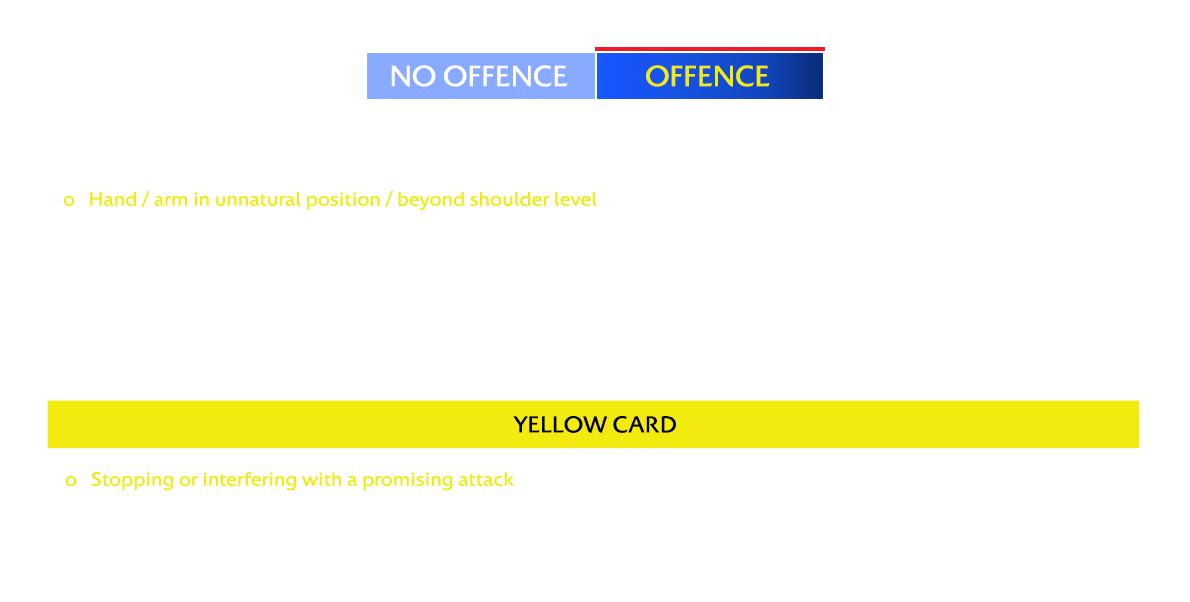 NO OFFENCE OFFENCE
o Hand / arm in unnatural position / beyond shoulder level
YELLOW CARD
o Stopping or interfering with a promising attack